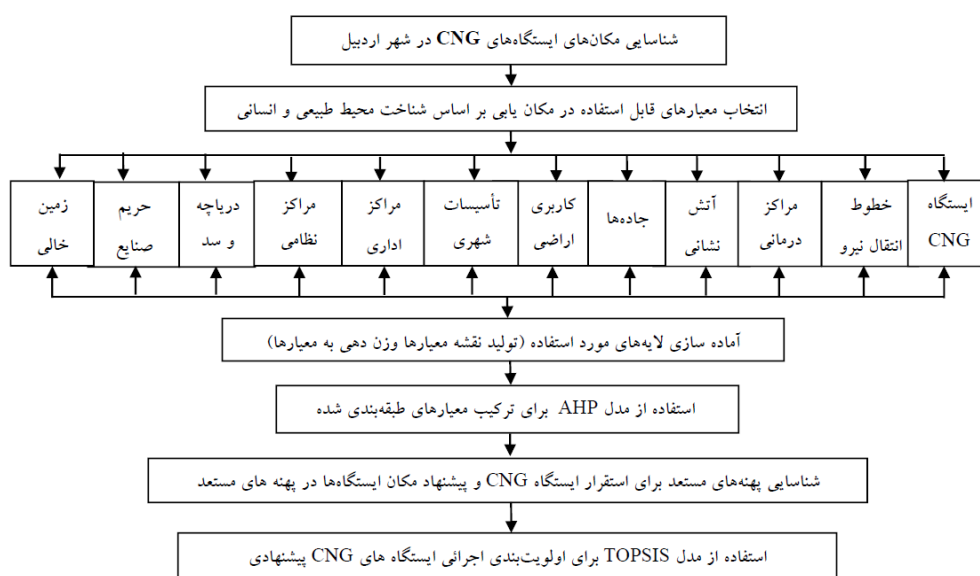 شناسایی مکان‌های ایستگاه‌های CNG در شهر اردبیل
انتخاب معیارهای قابل استفاده در مکان یابی بر اساس شناخت محیط طبیعی و انسانی
ایستگاه
CNG
خطوط
انتقال نیرو
مراکز
درمانی
آتش
نشانی
جاده‌ها
کاربری
اراضی
تأسیسات
شهری
مراکز
اداری
مراکز
نظامی
دریاچه
و سد
حریم
صنایع
زمین
خالی
آماده سازی لایه‌های مورد استفاده (تولید نقشه معیارها وزن دهی به معیارها)
استفاده از مدل AHP برای ترکیب معیارهای طبقه‌بندی شده
شناسایی پهنه‌های مستعد برای استقرار ایستگاه CNG و پیشنهاد مکان ایستگاه‌ها در پهنه های مستعد
استفاده از مدل TOPSIS برای اولویت‌بندی اجرائی ایستگاه های CNG پیشنهادی